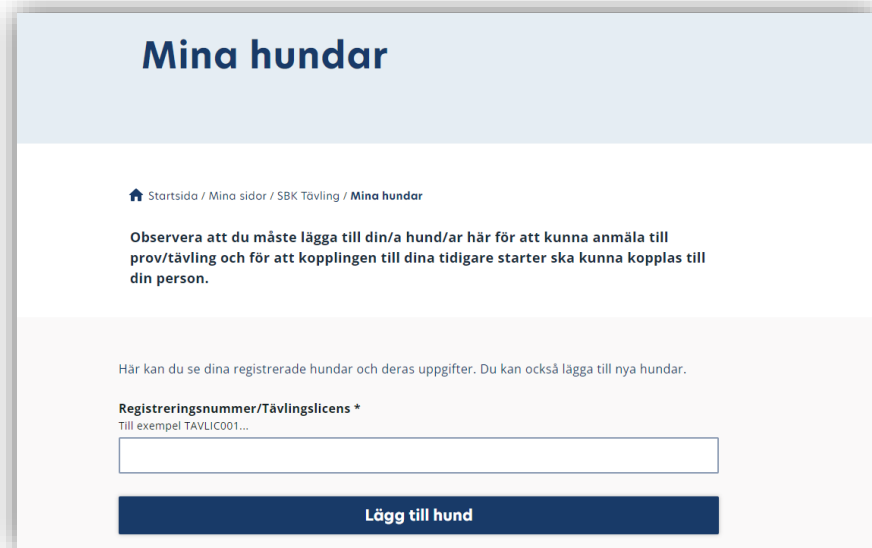 Mina hundar
Startsida / Mina sidor / SBK Tävling / Mina hundar
Observera att du måste lägga till din/a hund/ar här för att kunna anmäla till
prov/tävling och för att kopplingen till dina tidigare starter ska kunna kopplas till
din person.
Här kan du se dina registrerade hundar och deras uppgifter. Du kan också lägga till nya hundar.
Registreringsnummer/Tävlingslicens *
Till exempel TAVLIC001...
Lägg till hund